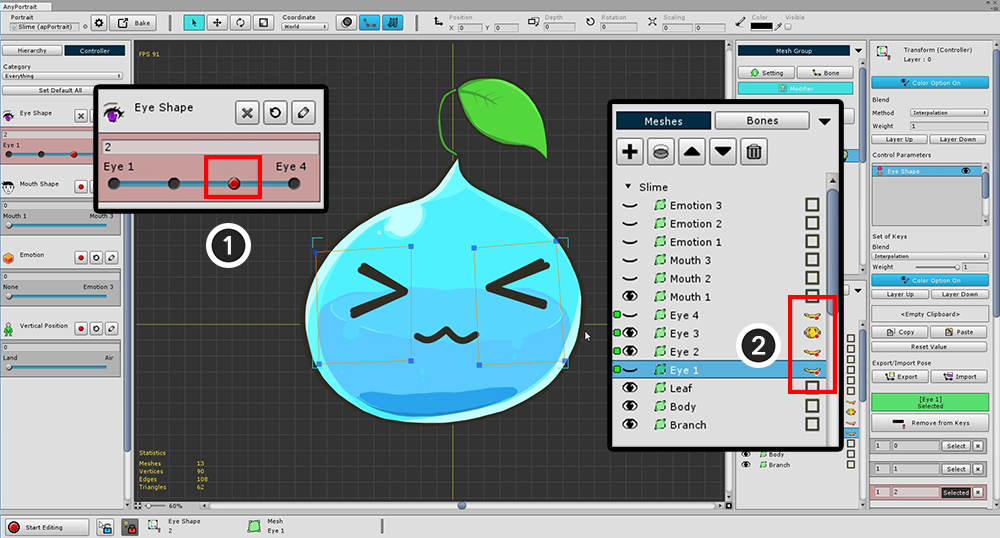 AnyPortrait
Portrait
Slime (apPortrait)
Bake
Coordinate
World
Position
X 0 Y 0
Depth
0
Rotation
0
Scaling
X 0 Y 0
Color
Visible
Hierarchy
Controller
Category
Everything
Set Default All
Eye Shape
2
Eye 1
Mouth Shape
0
Mouth 1
Mouth 3
Emotion
0
None
Emotion 3
Vertical Position
0
Land
Air
FPS 91
Eye Shape
2
Eye 1
Eye 4
1
Statistics
Meshes 13
Vertices 90
Edges 108
Triangles 62
60%
Meshes
Bones
Slime
Emotion 3
Emotion 2
Emotion 1
Mouth 3
Mouth 2
Mouth 1
Eye 4
Eye 3
Eye 2
Eye 1
Leaf
Body
Branch
2
Mesh Group
Setting
Bone
Modifier
Body
Branch
Transform (Controller)
Layer : 0
Color Option On
Blend
Method
Interpolation
Weight
1
Layer Up
Layer Down
Control Parameters
Eye Shape
Set of Keys
Blend
Interpolation
Weight
1
Color Option On
Layer Up
Layer Down
<Empty Clipboard>
Copy
Paste
Reset Value
Export/Import Pose
Export
Import
[Eye 1]
Selected
Remove from Keys
1 0 Select
1 1 Select
1 2 Selected
Start Editing
Eye Shape
2
Mesh
Eye 1